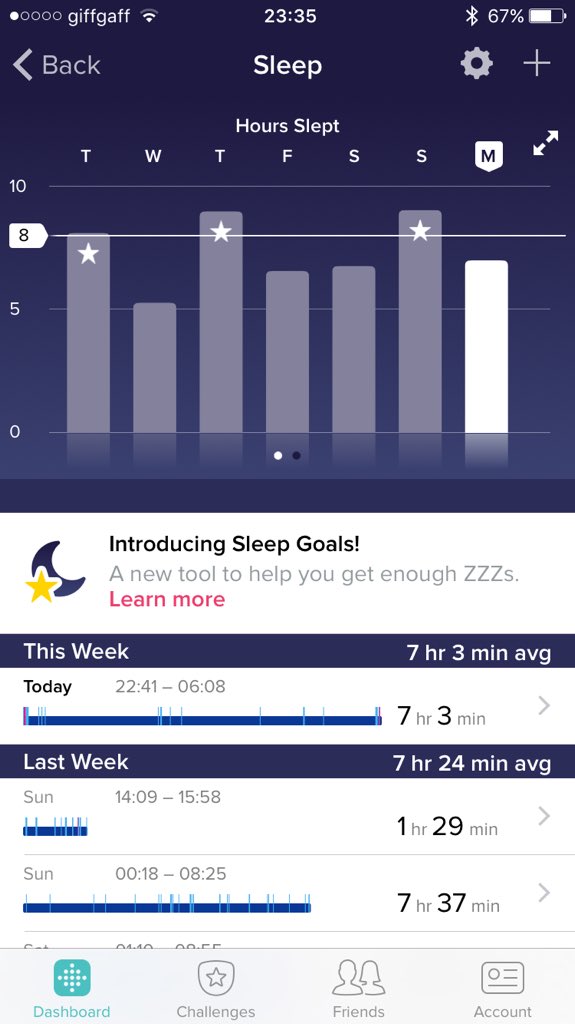 giffgaff 23:35 67%
Back Sleep
Hours Slept
T W T F S S M
10
8
5
0
Introducing Sleep Goals!
A new tool to help you get enough ZZZs.
Learn more
This Week 7 hr 3 min avg
Today 22:41 – 06:08
7 hr 3 min
Last Week 7 hr 24 min avg
Sun 14:09 – 15:58
1 hr 29 min
Sun 00:18 – 08:25
7 hr 37 min
Dashboard Challenges Friends Account